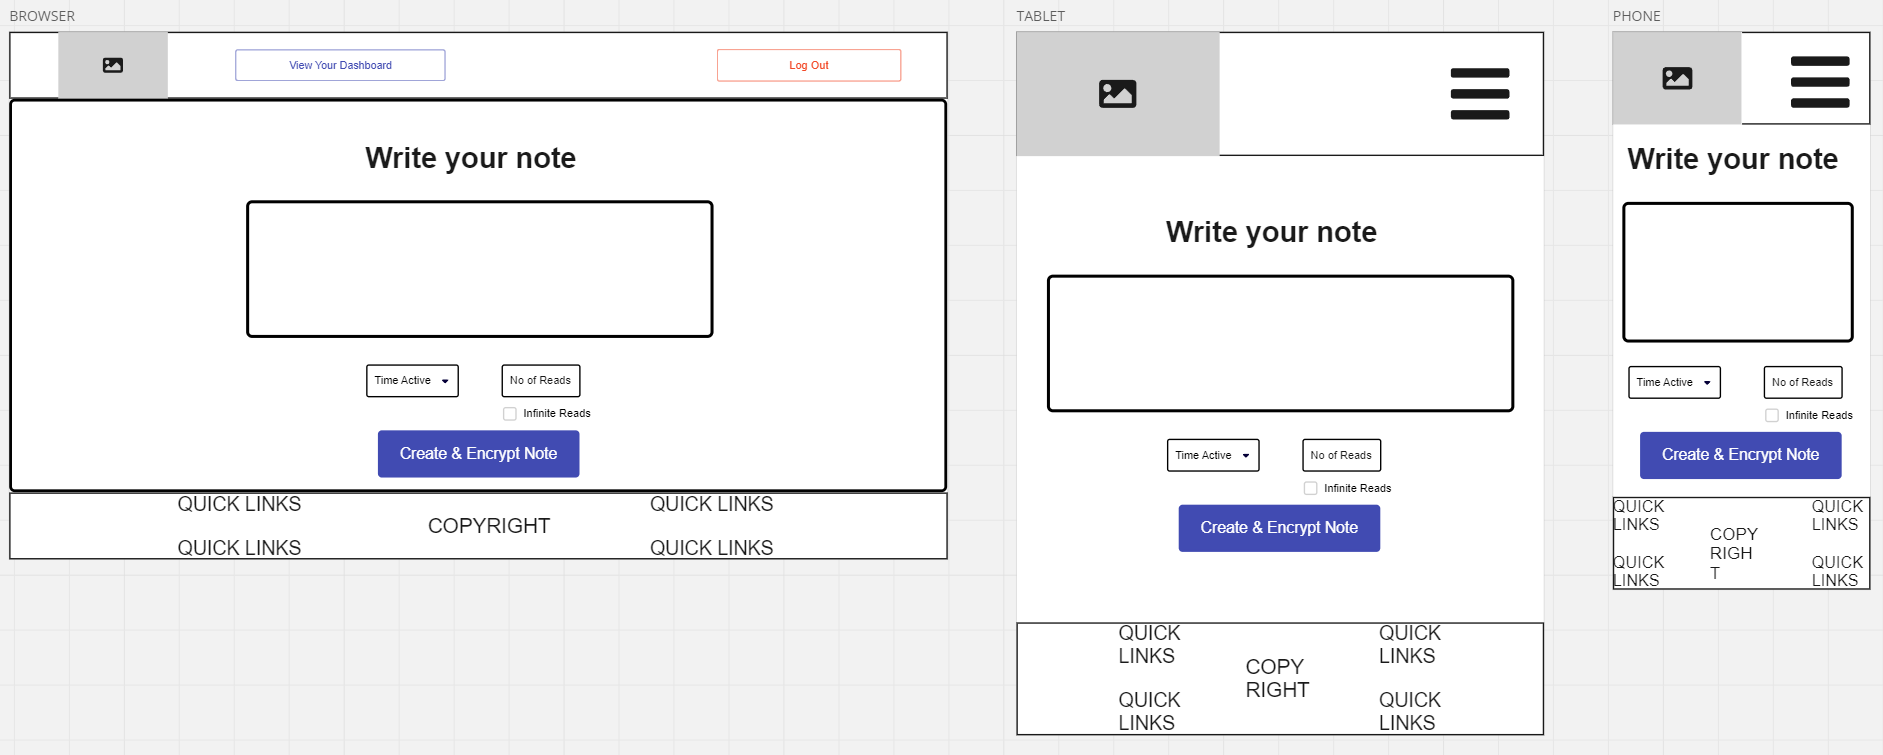 BROWSER
View Your Dashboard
Log Out
Write your note
Time Active
No of Reads
Infinite Reads
Create & Encrypt Note
QUICK LINKS
QUICK LINKS
COPYRIGHT
QUICK LINKS
QUICK LINKS
TABLET
Write your note
Time Active
No of Reads
Infinite Reads
Create & Encrypt Note
QUICK
LINKS
QUICK
LINKS
COPY
RIGHT
QUICK
LINKS
QUICK
LINKS
PHONE
Write your note
Time Active
No of Reads
Infinite Reads
Create & Encrypt Note
QUICK
LINKS
QUICK
LINKS
COPY
RIGH
T
QUICK
LINKS
QUICK
LINKS